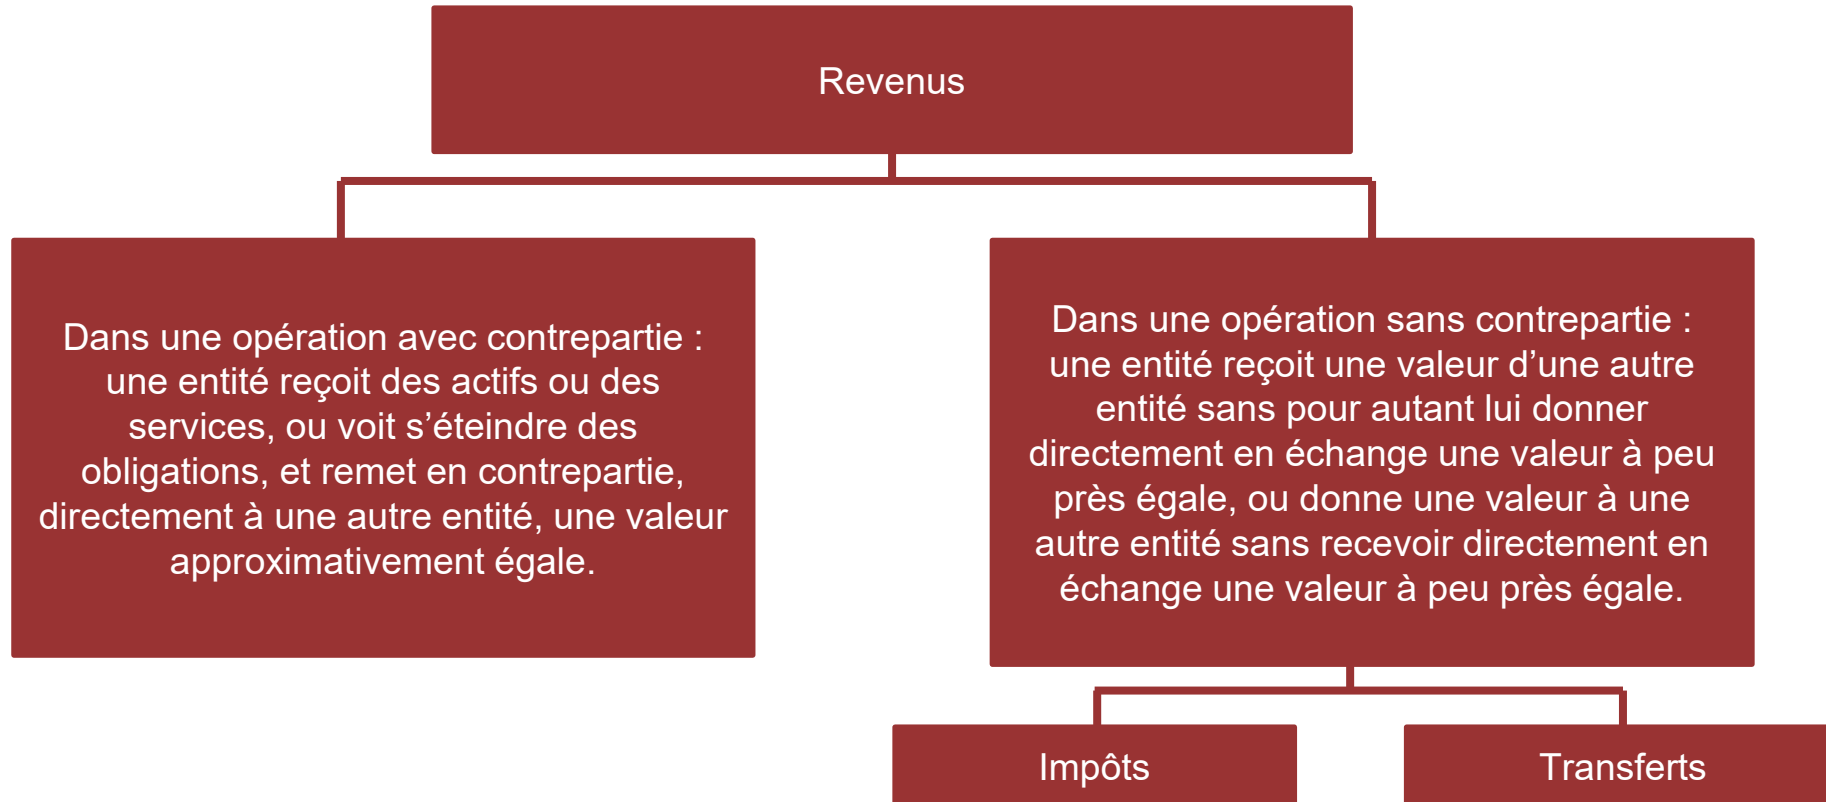 Revenus
Dans une opération avec contrepartie :
une entité reçoit des actifs ou des
services, ou voit s’éteindre des
obligations, et remet en contrepartie,
directement à une autre entité, une valeur
approximativement égale.
Dans une opération sans contrepartie :
une entité reçoit une valeur d’une autre
entité sans pour autant lui donner
directement en échange une valeur à peu
près égale, ou donne une valeur à une
autre entité sans recevoir directement en
échange une valeur à peu près égale.
Impôts
Transferts